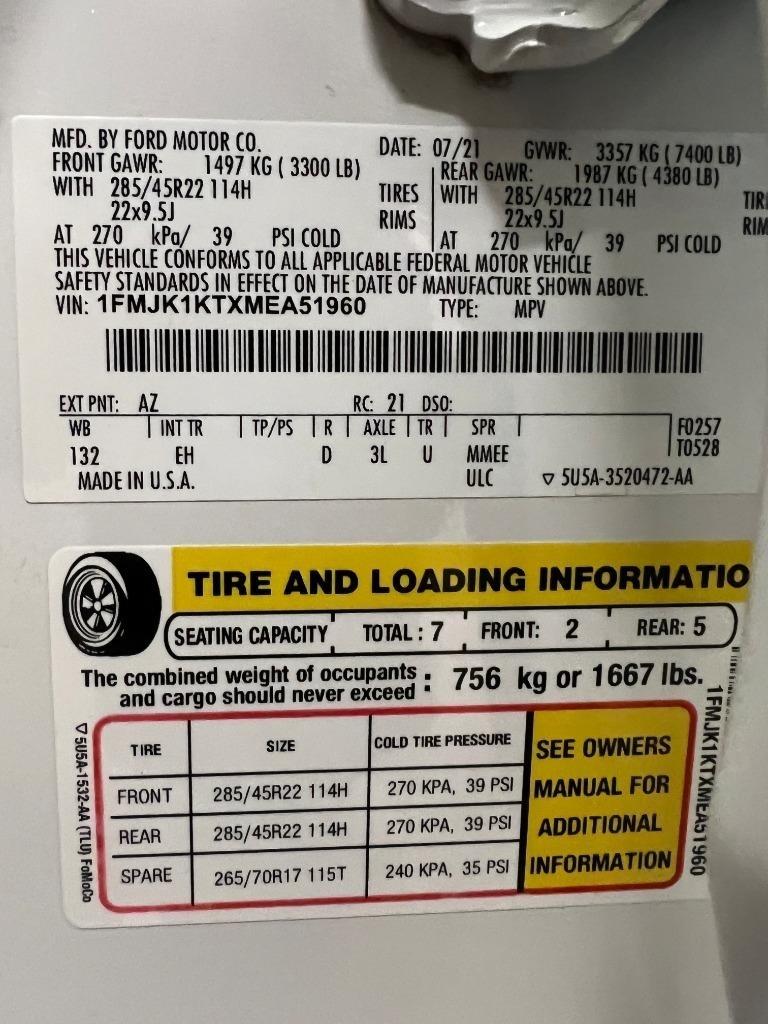 MFD. BY FORD MOTOR CO. DATE: 07/21 GVWR: 3357 KG ( 7400 LB)
FRONT GAWR: 1497 KG ( 3300 LB) REAR GAWR: 1987 KG ( 4380 LB)
WITH 285/45R22 114H TIRES WITH 285/45R22 114H TIR
22x9.5J RIMS 22x9.5J RIM
AT 270 kPa/ 39 PSI COLD AT 270 kPa/ 39 PSI COLD
THIS VEHICLE CONFORMS TO ALL APPLICABLE FEDERAL MOTOR VEHICLE
SAFETY STANDARDS IN EFFECT ON THE DATE OF MANUFACTURE SHOWN ABOVE.
VIN: 1FMJK1KTXMEA51960 TYPE: MPV
EXT PNT: AZ RC: 21 DSO:
WB INT TR TP/PS R AXLE TR SPR F0257
132 EH D 3L U MMEE T0528
MADE IN U.S.A. ULC ▽ 5U5A-3520472-AA
TIRE AND LOADING INFORMATIO
SEATING CAPACITY TOTAL : 7 FRONT: 2 REAR: 5
The combined weight of occupants
and cargo should never exceed : 756 kg or 1667 lbs.
TIRE SIZE COLD TIRE PRESSURE
FRONT 285/45R22 114H 270 KPA, 39 PSI
REAR 285/45R22 114H 270 KPA, 39 PSI
SPARE 265/70R17 115T 240 KPA, 35 PSI
SEE OWNERS
MANUAL FOR
ADDITIONAL
INFORMATION
▽ 5U5A-1532-AA (TLU) FoMoCo
1FMJK1KTXMEA51960